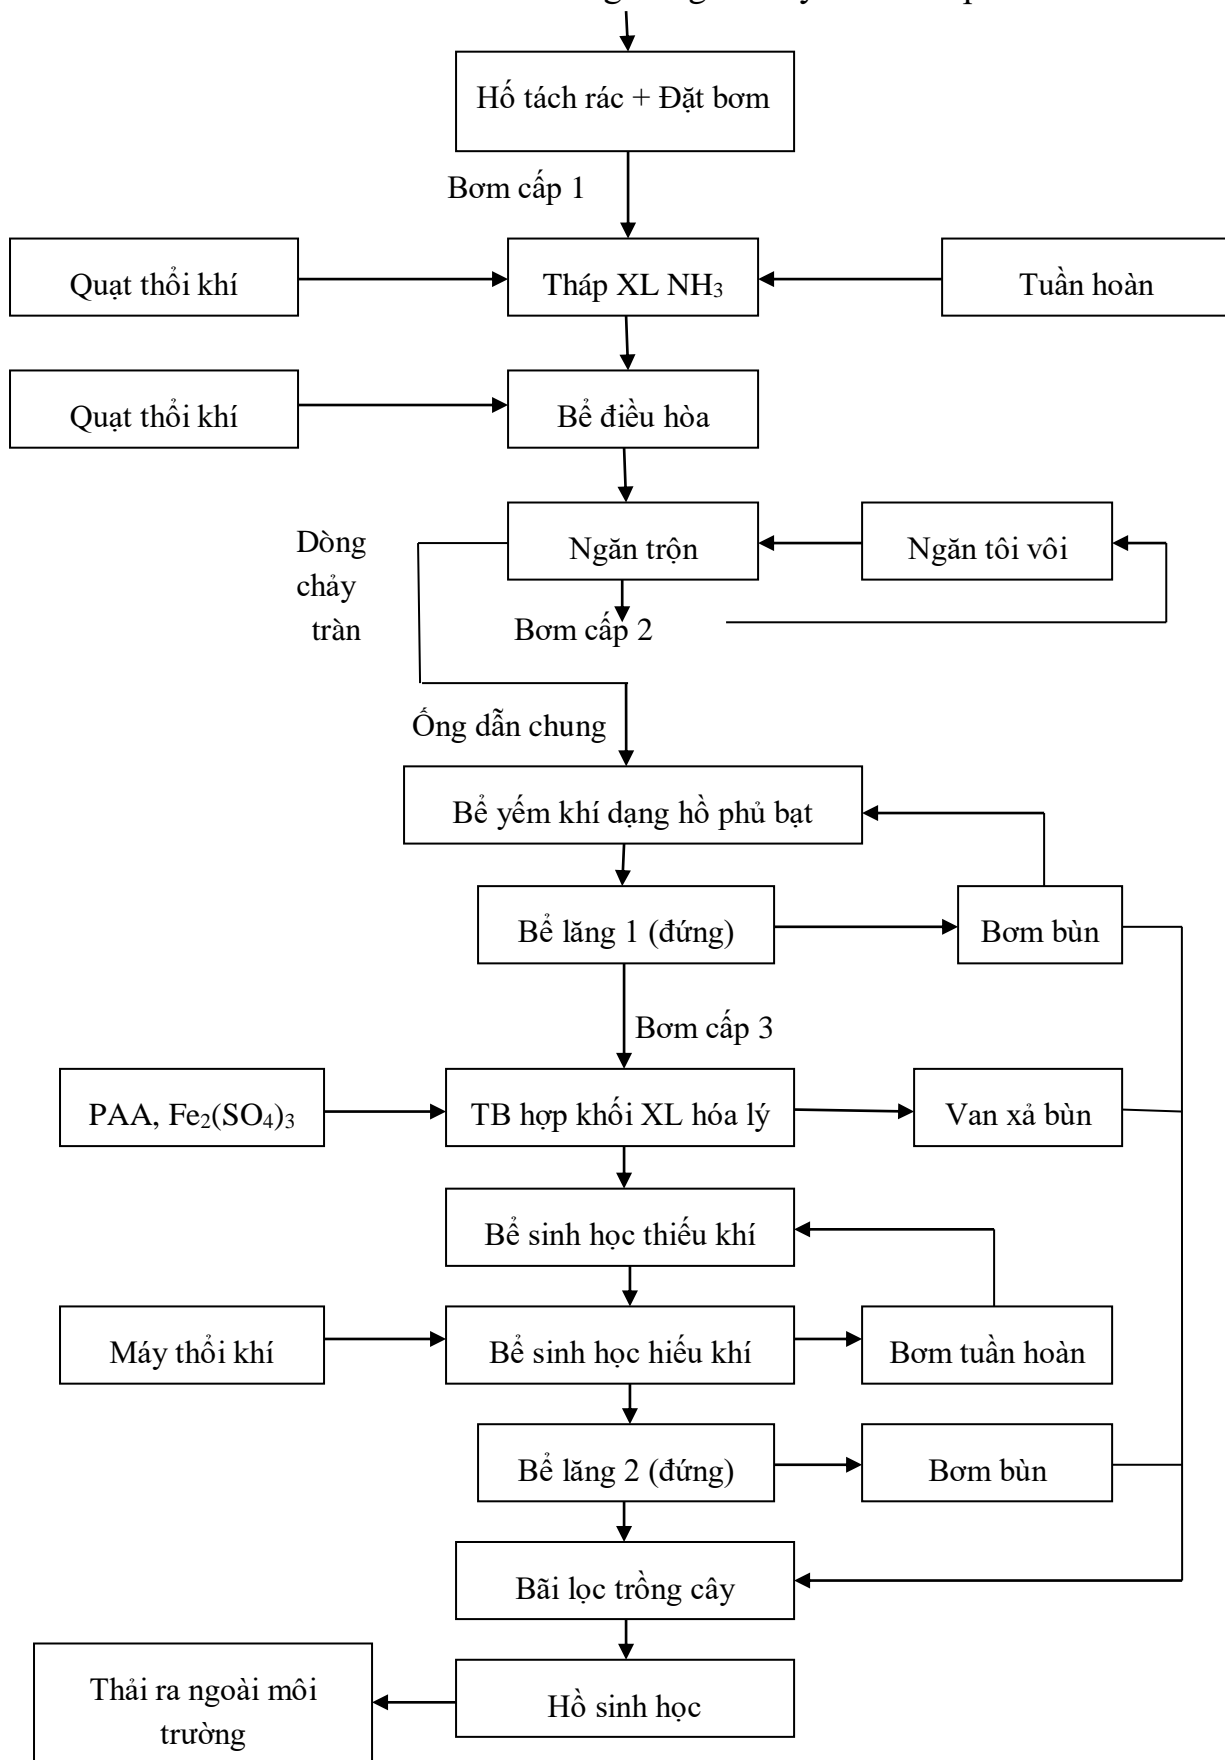 Hố tách rác + Đặt bơm
Bơm cấp 1
Quạt thổi khí
Tháp XL NH₃
Tuần hoàn
Quạt thổi khí
Bể điều hòa
Dòng
chảy
tràn
Ngăn trộn
Ngăn tôi vôi
Bơm cấp 2
Ống dẫn chung
Bể yếm khí dạng hồ phủ bạt
Bể lăng 1 (đứng)
Bơm bùn
Bơm cấp 3
PAA, Fe₂(SO₄)₃
TB hợp khối XL hóa lý
Van xả bùn
Bể sinh học thiếu khí
Máy thổi khí
Bể sinh học hiếu khí
Bơm tuần hoàn
Bể lăng 2 (đứng)
Bơm bùn
Bãi lọc trồng cây
Thải ra ngoài môi
trường
Hồ sinh học